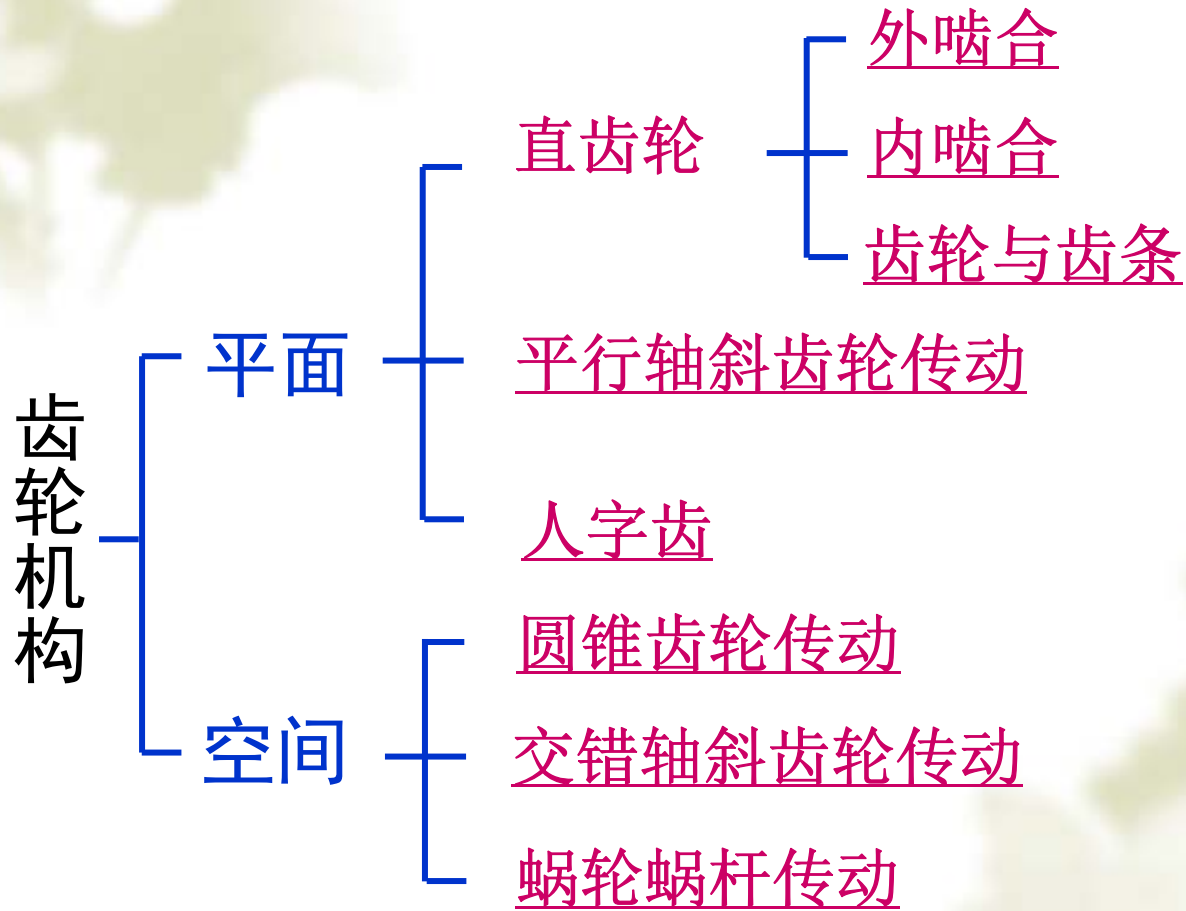 齿轮机构
平面
直齿轮
外啮合
内啮合
齿轮与齿条
平行轴斜齿轮传动
人字齿
空间
圆锥齿轮传动
交错轴斜齿轮传动
蜗轮蜗杆传动